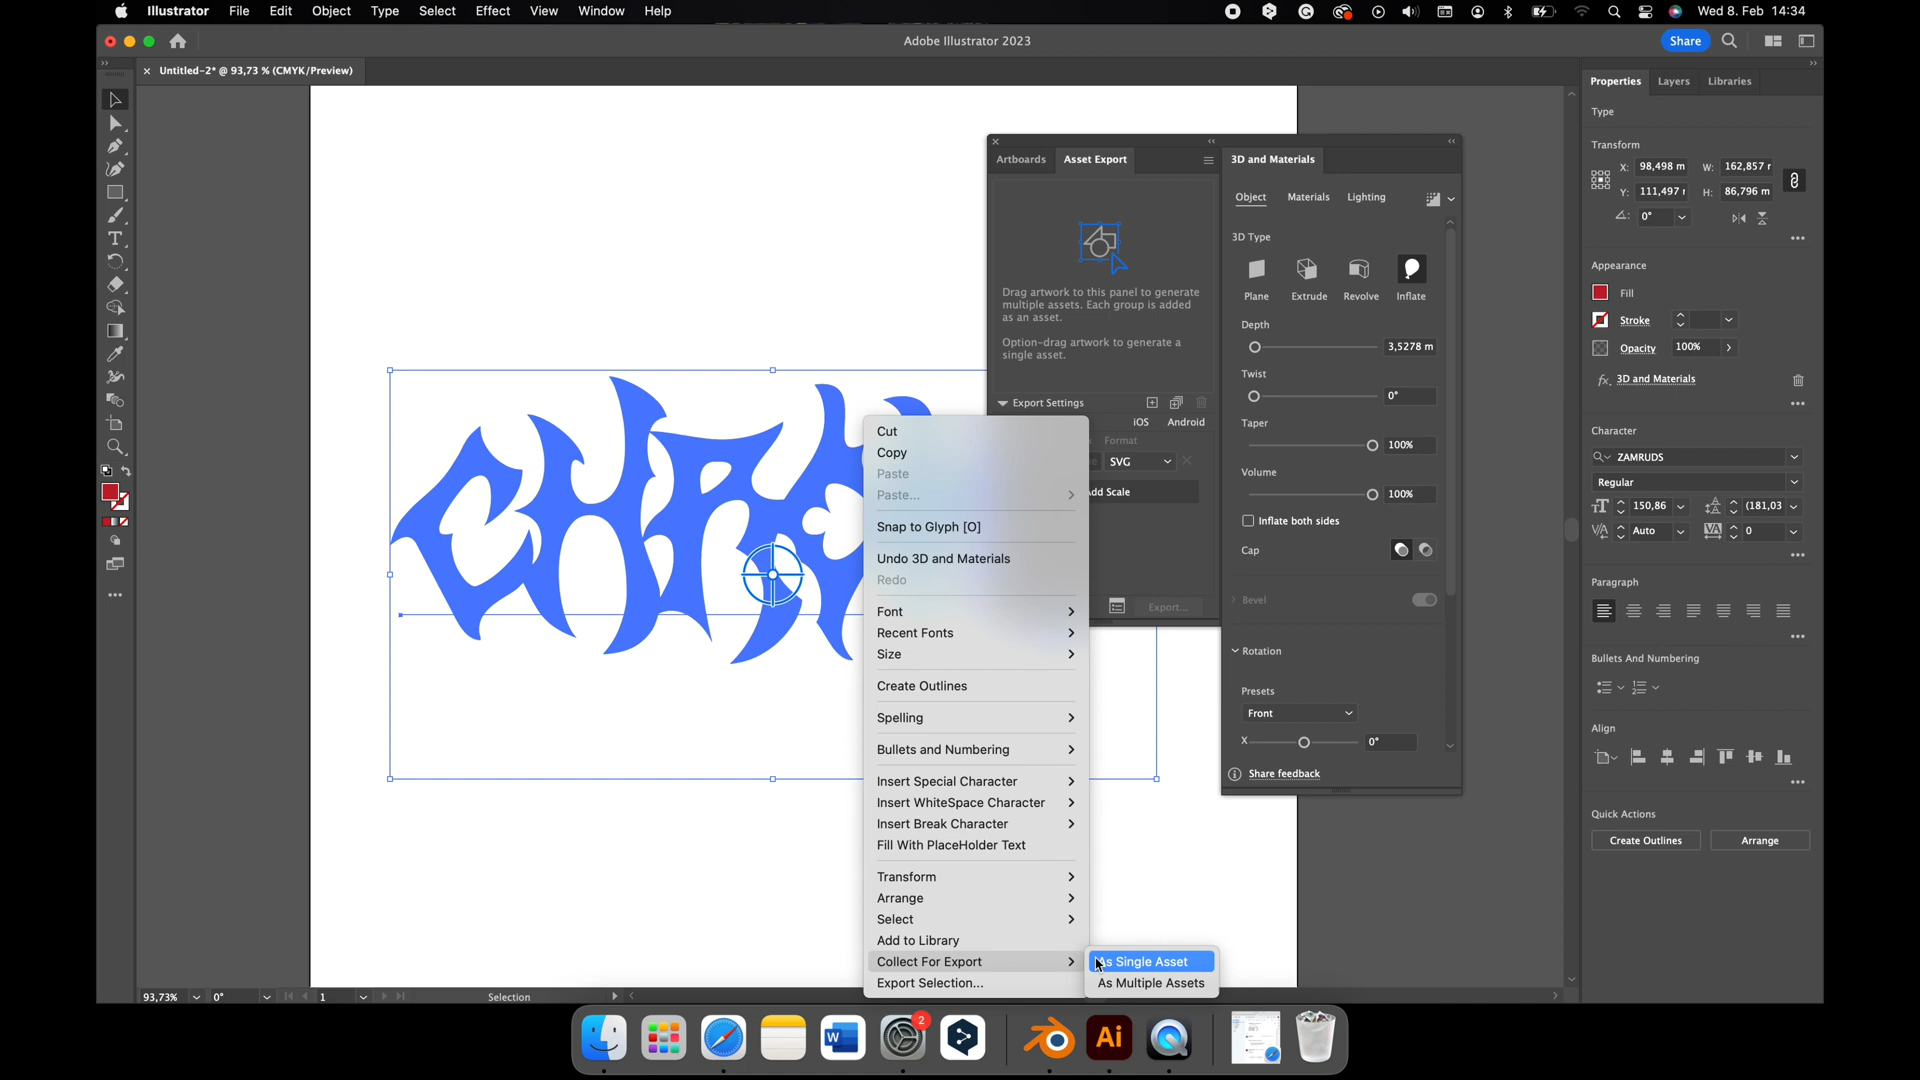 Illustrator File Edit Object Type Select Effect View Window Help
Wed 8. Feb 14:34
Adobe Illustrator 2023
Share
Untitled-2* @ 93,73 % (CMYK/Preview)
Artboards Asset Export
Drag artwork to this panel to generate
multiple assets. Each group is added
as an asset.
Option-drag artwork to generate a
single asset.
Export Settings
iOS Android
Format
SVG
dd Scale
Export...
3D and Materials
Object Materials Lighting
3D Type
Plane Extrude Revolve Inflate
Depth
3,5278 m
Twist
0°
Taper
100%
Volume
100%
Inflate both sides
Cap
Bevel
Rotation
Presets
Front
X 0°
Share feedback
Cut
Copy
Paste
Paste...
Snap to Glyph [O]
Undo 3D and Materials
Redo
Font
Recent Fonts
Size
Create Outlines
Spelling
Bullets and Numbering
Insert Special Character
Insert WhiteSpace Character
Insert Break Character
Fill With PlaceHolder Text
Transform
Arrange
Select
Add to Library
Collect For Export
Export Selection...
As Single Asset
As Multiple Assets
Properties Layers Libraries
Type
Transform
X: 98,498 m W: 162,857 r
Y: 111,497 H: 86,796 m
0°
Appearance
Fill
Stroke
Opacity 100%
fx 3D and Materials
Character
ZAMRUDS
Regular
150,86 (181,03
Auto 0
Paragraph
Bullets And Numbering
Align
Quick Actions
Create Outlines Arrange
93,73% 0° 1 Selection
2
W
Ai